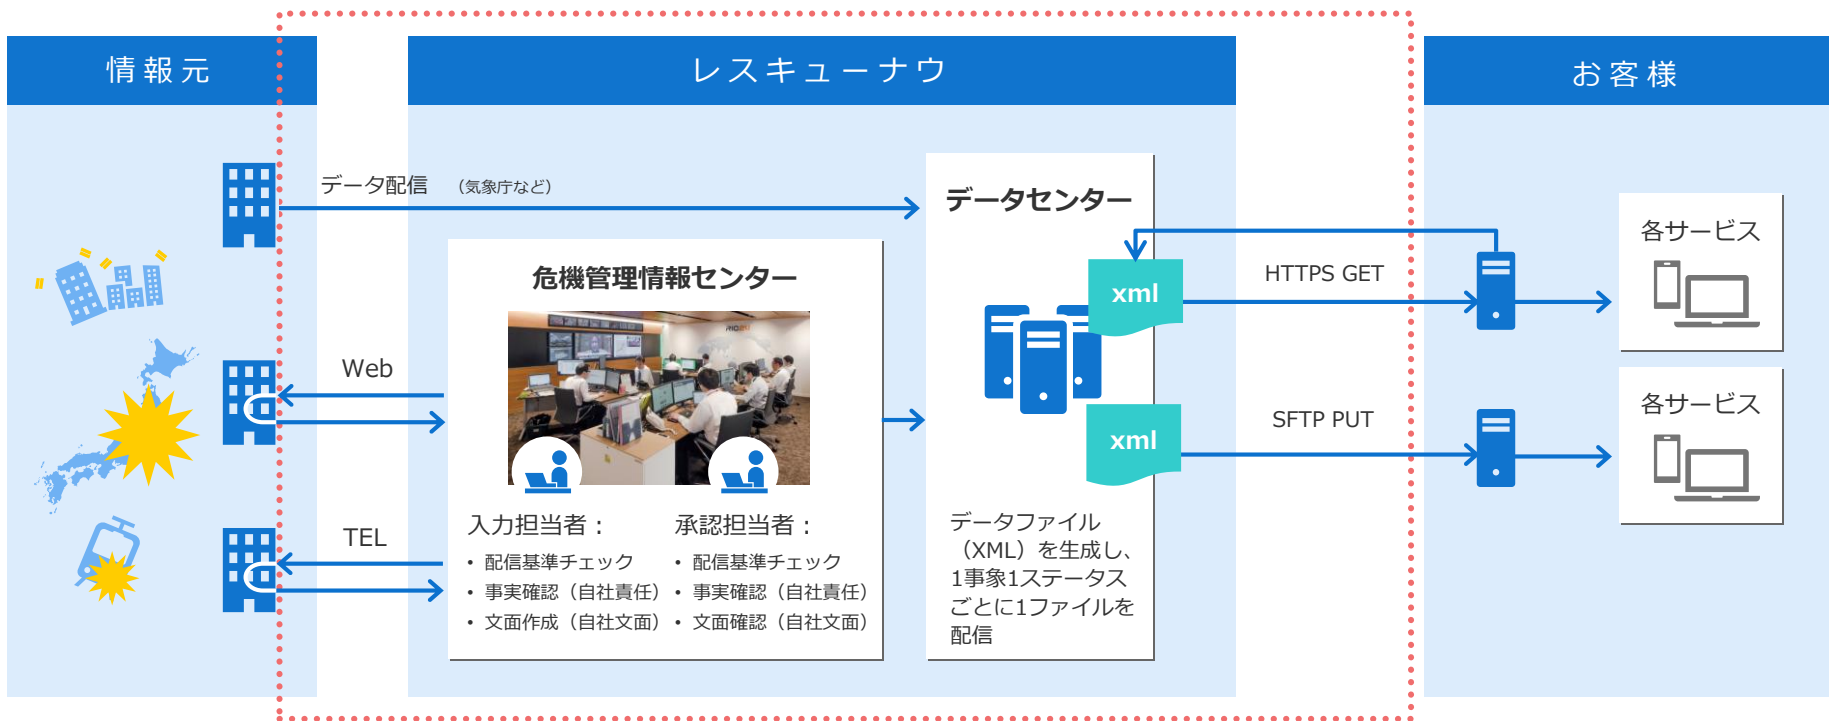 情報元
レスキューナウ
お客様
データ配信 （気象庁など）
Web
TEL
危機管理情報センター
入力担当者：
• 配信基準チェック
• 事実確認（自社責任）
• 文面作成（自社文面）
承認担当者：
• 配信基準チェック
• 事実確認（自社責任）
• 文面確認（自社文面）
データセンター
xml
xml
データファイル
（XML）を生成し、
1事象1ステータス
ごとに1ファイルを
配信
HTTPS GET
SFTP PUT
各サービス
各サービス